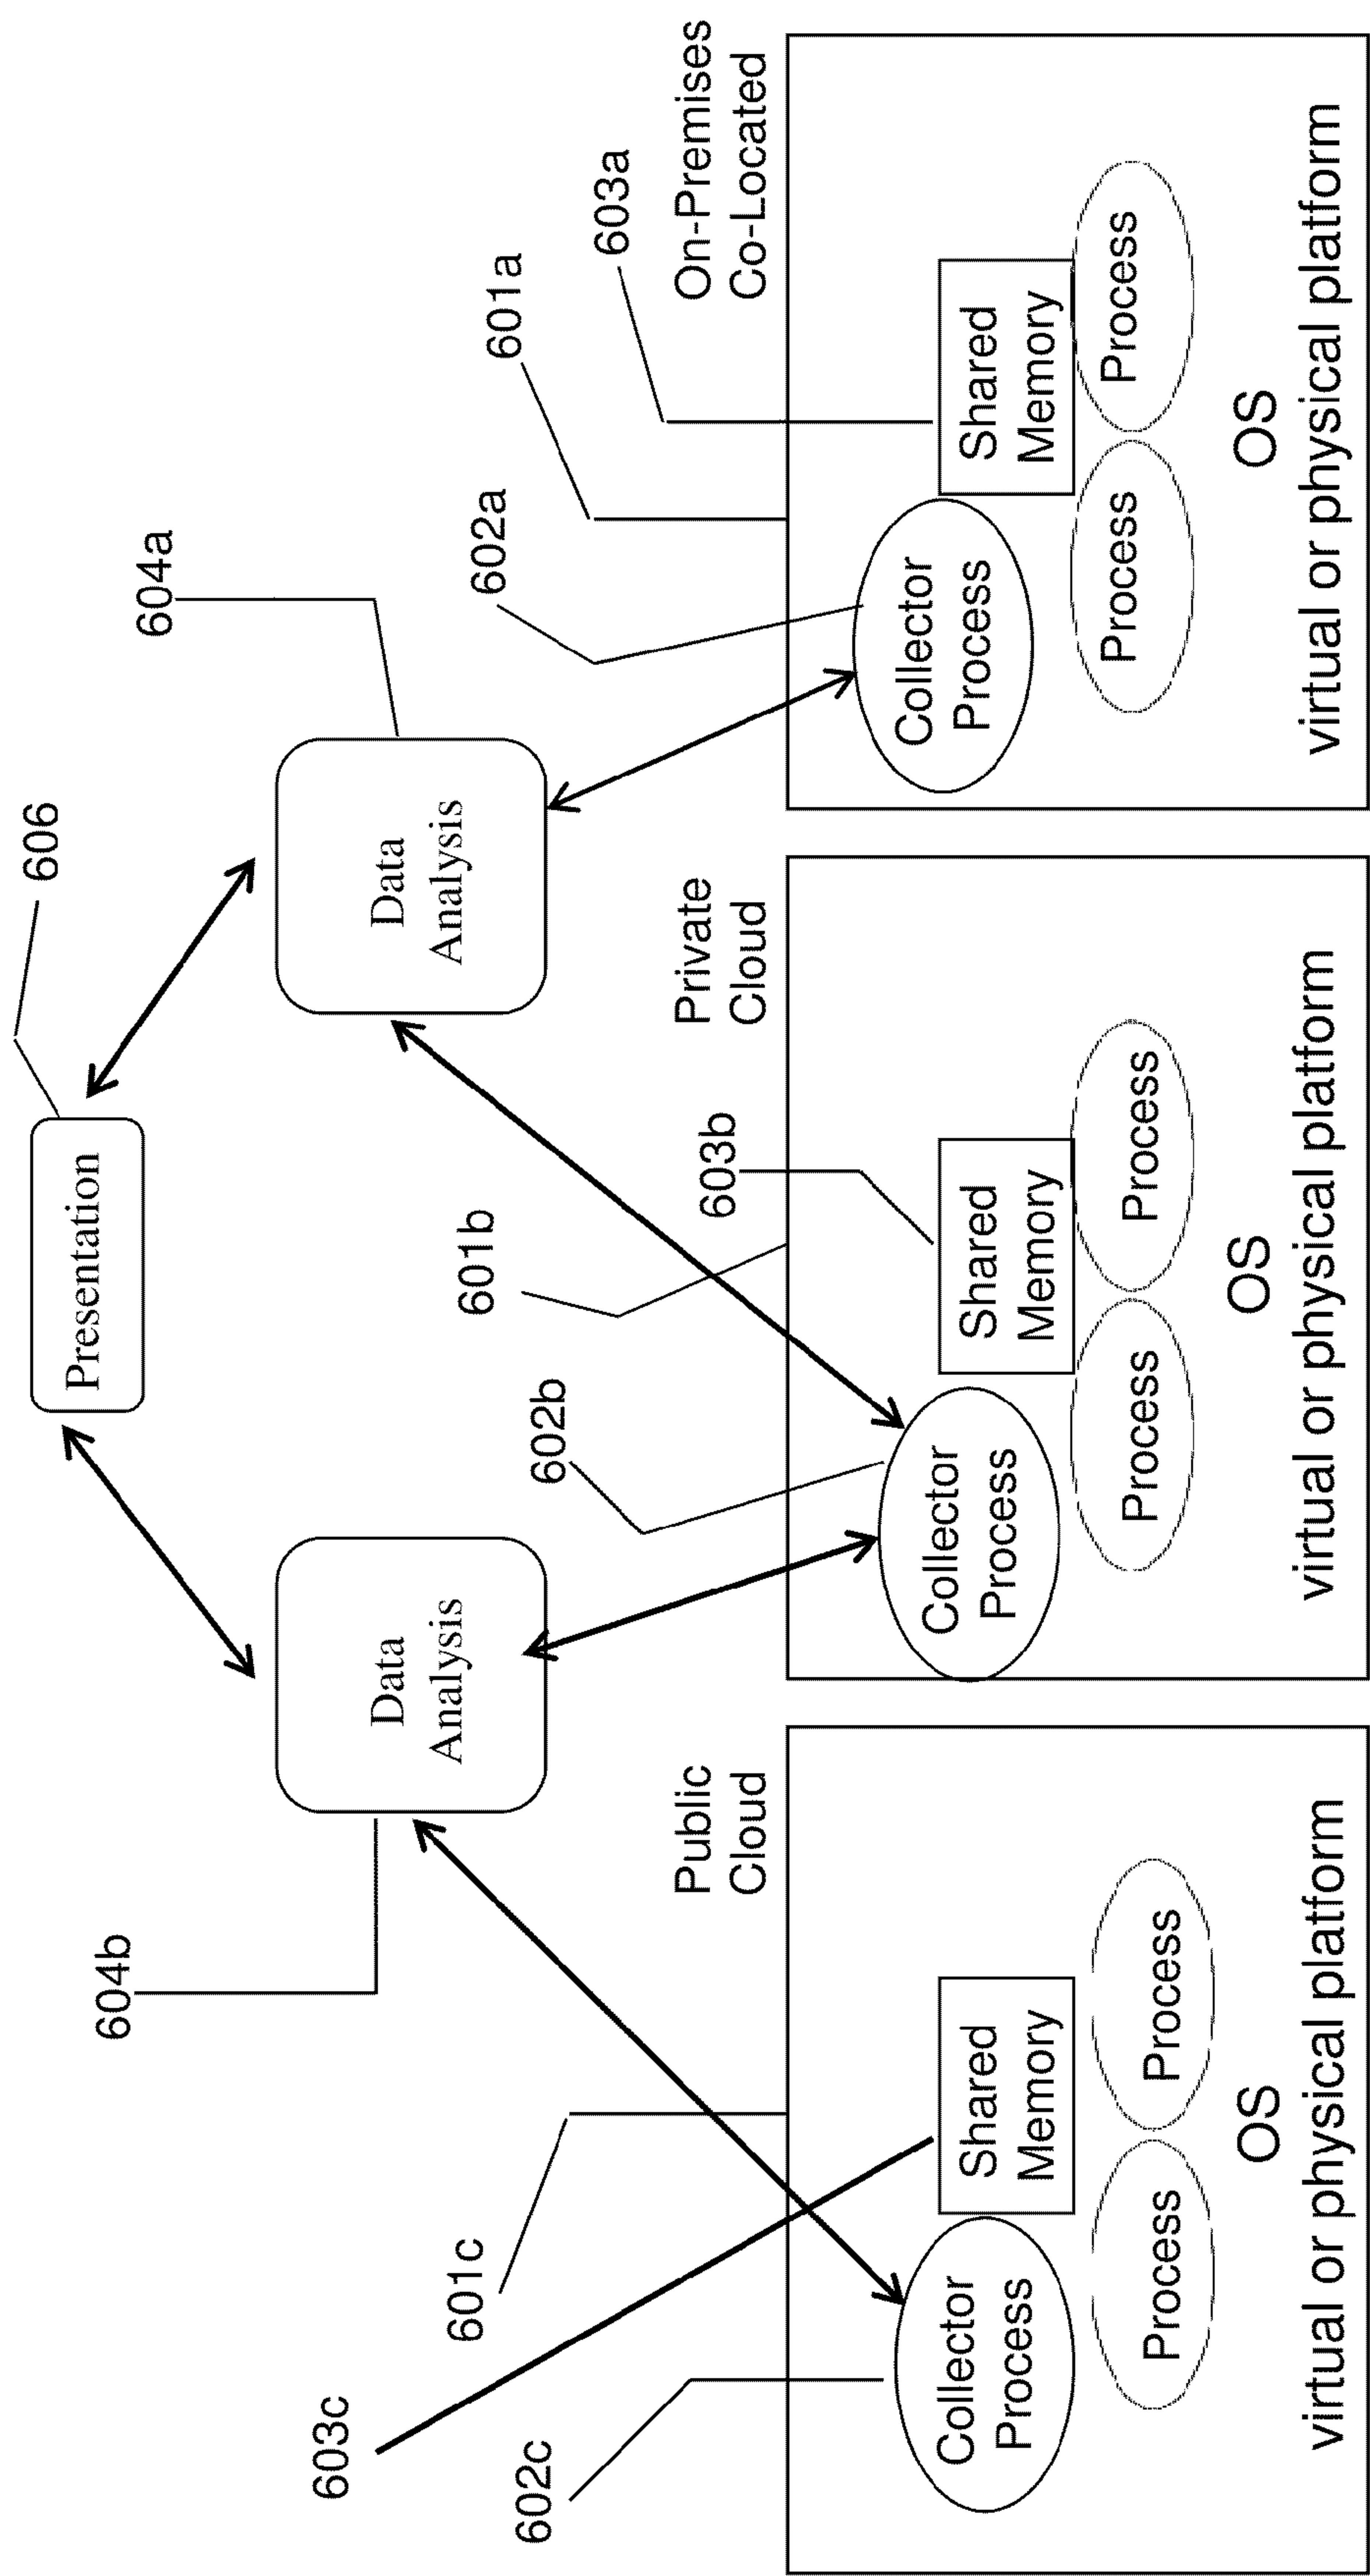 606
Presentation
604b
604a
603c
Data
Analysis
Data
Analysis
602c
601c
602b
601b
602a
601a
603a
603b
Public
Cloud
Collector
Process
Shared
Memory
Process
Process
OS
virtual or physical platform
Private
Cloud
Collector
Process
Shared
Memory
Process
Process
OS
virtual or physical platform
On-Premises
Co-Located
Collector
Process
Shared
Memory
Process
Process
OS
virtual or physical platform